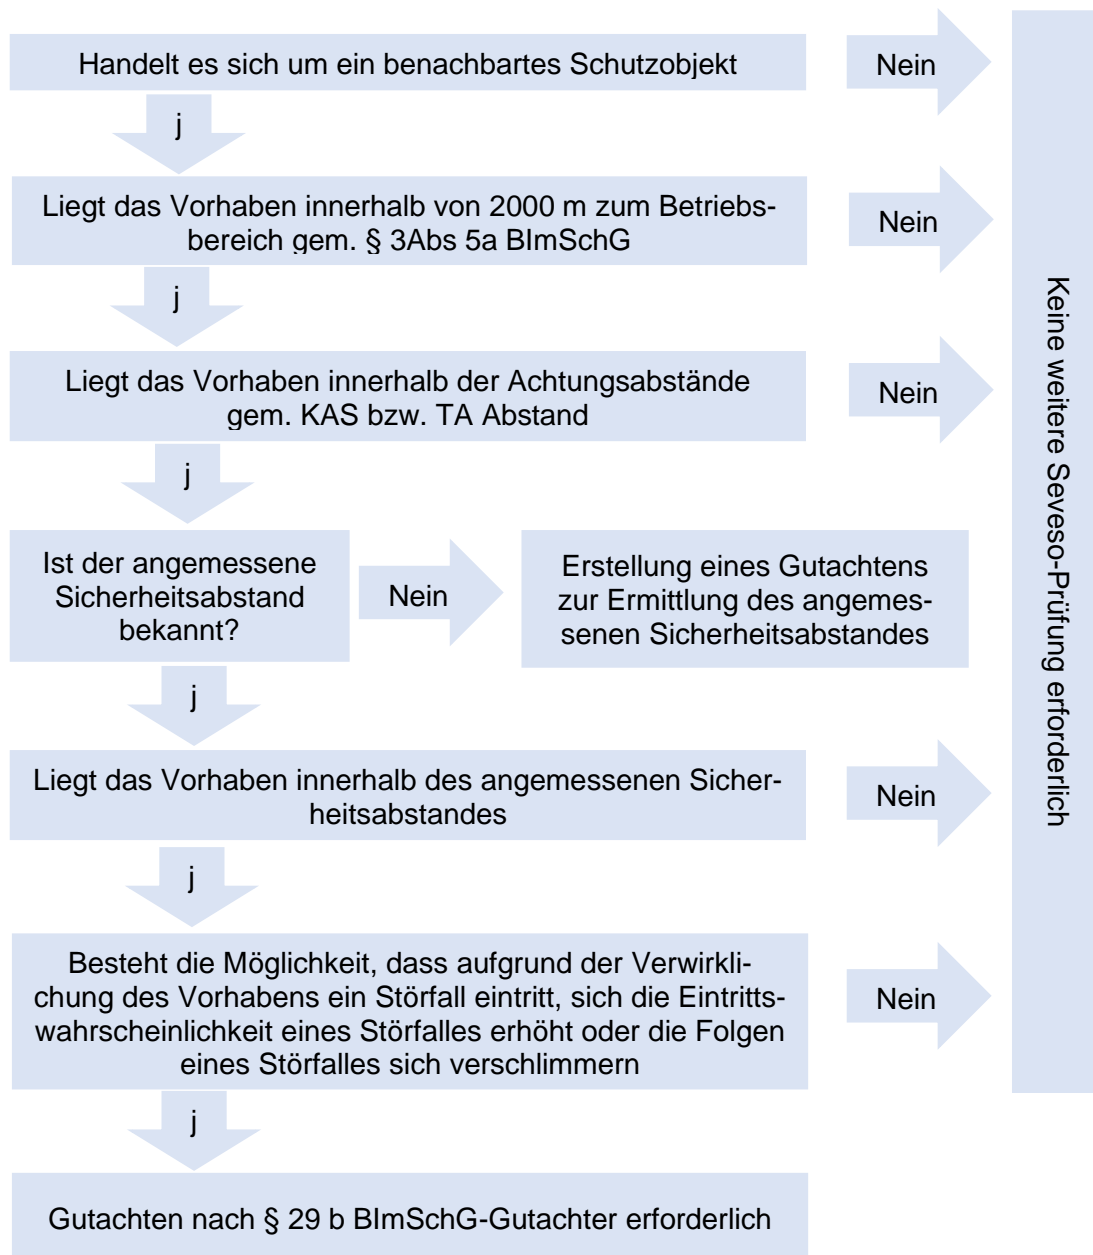 Handelt es sich um ein benachbartes Schutzobjekt
Nein
j
Liegt das Vorhaben innerhalb von 2000 m zum Betriebs-
bereich gem. § 3Abs 5a BImSchG
Nein
j
Liegt das Vorhaben innerhalb der Achtungsabstände
gem. KAS bzw. TA Abstand
Nein
j
Ist der angemessene
Sicherheitsabstand
bekannt?
Nein
Erstellung eines Gutachtens
zur Ermittlung des angemes-
senen Sicherheitsabstandes
j
Liegt das Vorhaben innerhalb des angemessenen Sicher-
heitsabstandes
Nein
j
Besteht die Möglichkeit, dass aufgrund der Verwirkli-
chung des Vorhabens ein Störfall eintritt, sich die Eintritts-
wahrscheinlichkeit eines Störfalles erhöht oder die Folgen
eines Störfalles sich verschlimmern
Nein
j
Gutachten nach § 29 b BImSchG-Gutachter erforderlich
Keine weitere Seveso-Prüfung erforderlich